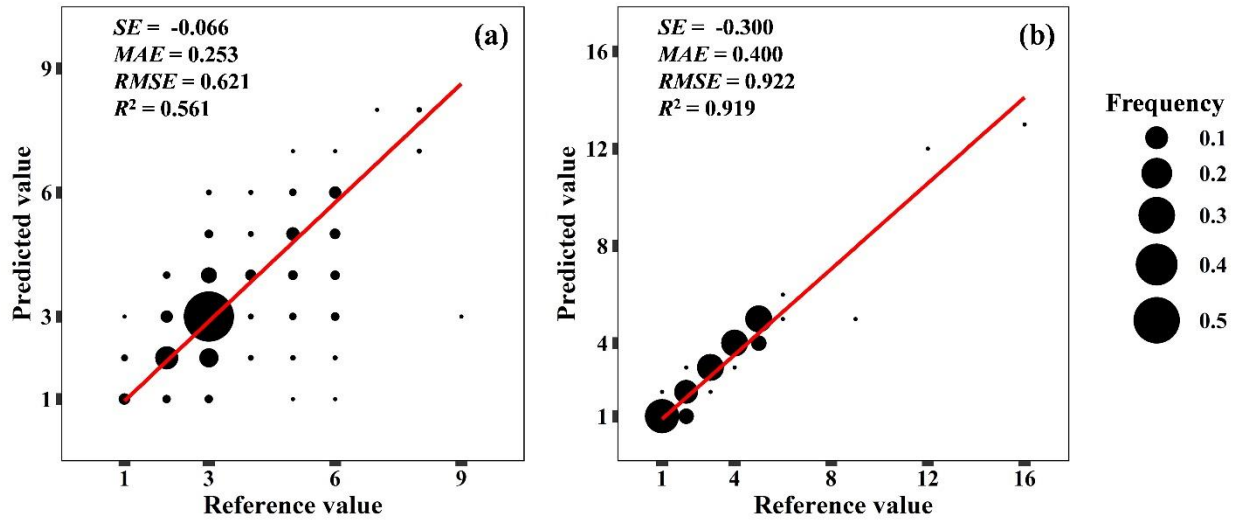 SE = -0.066
MAE = 0.253
RMSE = 0.621
R² = 0.561
(a)
9
6
3
1
Predicted value
1 3 6 9
Reference value
SE = -0.300
MAE = 0.400
RMSE = 0.922
R² = 0.919
(b)
16
12
8
4
1
Predicted value
1 4 8 12 16
Reference value
Frequency
0.1
0.2
0.3
0.4
0.5